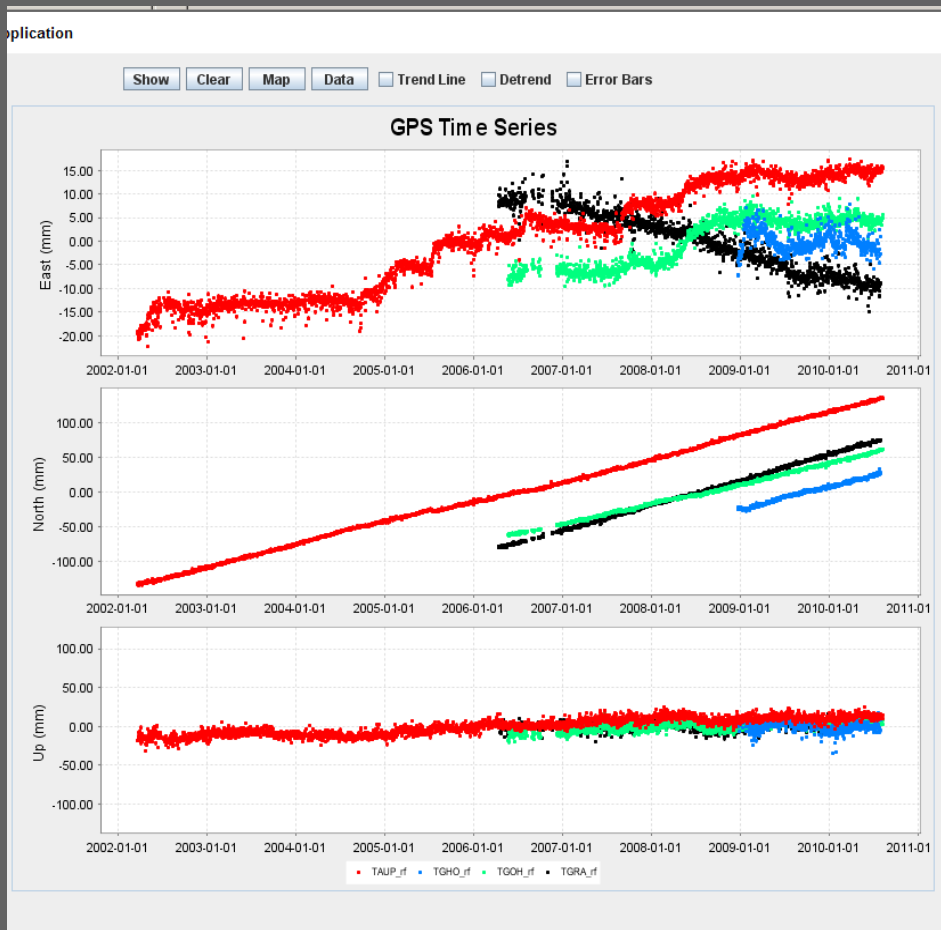 pplication
Show Clear Map Data Trend Line Detrend Error Bars
GPS Time Series
East (mm)
15.00
10.00
5.00
0.00
-5.00
-10.00
-15.00
-20.00
2002-01-01 2003-01-01 2004-01-01 2005-01-01 2006-01-01 2007-01-01 2008-01-01 2009-01-01 2010-01-01 2011-01
North (mm)
100.00
50.00
0.00
-50.00
-100.00
2002-01-01 2003-01-01 2004-01-01 2005-01-01 2006-01-01 2007-01-01 2008-01-01 2009-01-01 2010-01-01 2011-01
Up (mm)
100.00
50.00
0.00
-50.00
-100.00
2002-01-01 2003-01-01 2004-01-01 2005-01-01 2006-01-01 2007-01-01 2008-01-01 2009-01-01 2010-01-01 2011-01
TAUP_rf TGHO_rf TGOH_rf TGRA_rf